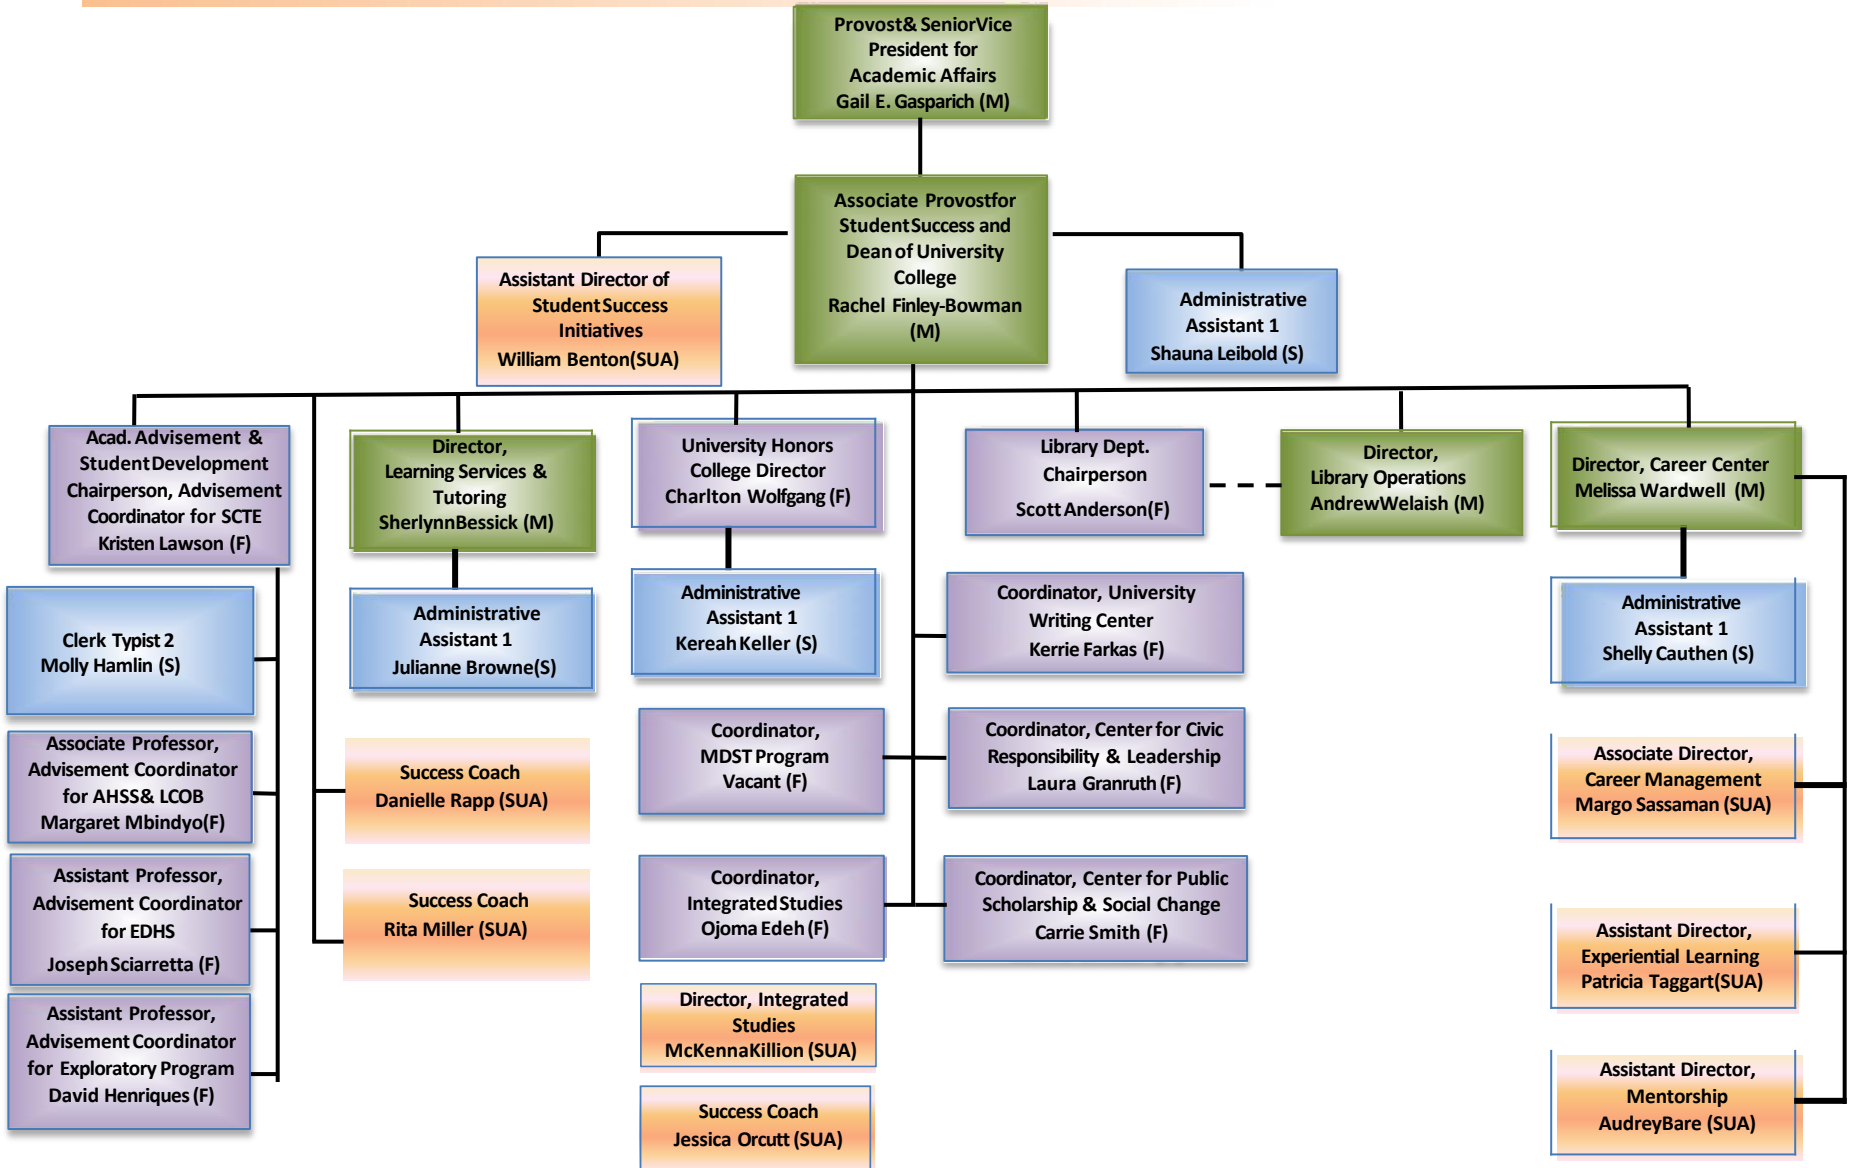 Provost& SeniorVice
President for
Academic Affairs
Gail E. Gasparich (M)
Associate Provostfor
StudentSuccess and
Dean of University
College
Rachel Finley-Bowman
(M)
Assistant Director of
StudentSuccess
Initiatives
William Benton(SUA)
Administrative
Assistant 1
Shauna Leibold (S)
Acad. Advisement &
StudentDevelopment
Chairperson, Advisement
Coordinator for SCTE
Kristen Lawson (F)
Director,
Learning Services &
Tutoring
SherlynnBessick (M)
University Honors
College Director
Charlton Wolfgang (F)
Library Dept.
Chairperson
Scott Anderson(F)
Director,
Library Operations
AndrewWelaish (M)
Director, Career Center
Melissa Wardwell (M)
Clerk Typist 2
Molly Hamlin (S)
Administrative
Assistant 1
Julianne Browne(S)
Administrative
Assistant 1
Kereah Keller (S)
Coordinator, University
Writing Center
Kerrie Farkas (F)
Administrative
Assistant 1
Shelly Cauthen (S)
Associate Professor,
Advisement Coordinator
for AHSS& LCOB
Margaret Mbindyo(F)
Success Coach
Danielle Rapp (SUA)
Coordinator,
MDST Program
Vacant (F)
Coordinator, Center for Civic
Responsibility & Leadership
Laura Granruth (F)
Associate Director,
Career Management
Margo Sassaman (SUA)
Assistant Professor,
Advisement Coordinator
for EDHS
Joseph Sciarretta (F)
Success Coach
Rita Miller (SUA)
Coordinator,
Integrated Studies
Ojoma Edeh (F)
Coordinator, Center for Public
Scholarship & Social Change
Carrie Smith (F)
Assistant Director,
Experiential Learning
Patricia Taggart(SUA)
Assistant Professor,
Advisement Coordinator
for Exploratory Program
David Henriques (F)
Director, Integrated
Studies
McKennaKillion (SUA)
Success Coach
Jessica Orcutt (SUA)
Assistant Director,
Mentorship
AudreyBare (SUA)